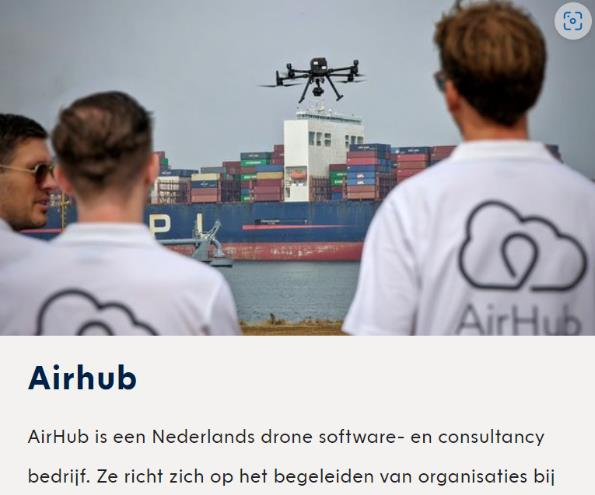 P L
AirHub
Airhub
AirHub is een Nederlands drone software- en consultancy
bedrijf. Ze richt zich op het begeleiden van organisaties bij